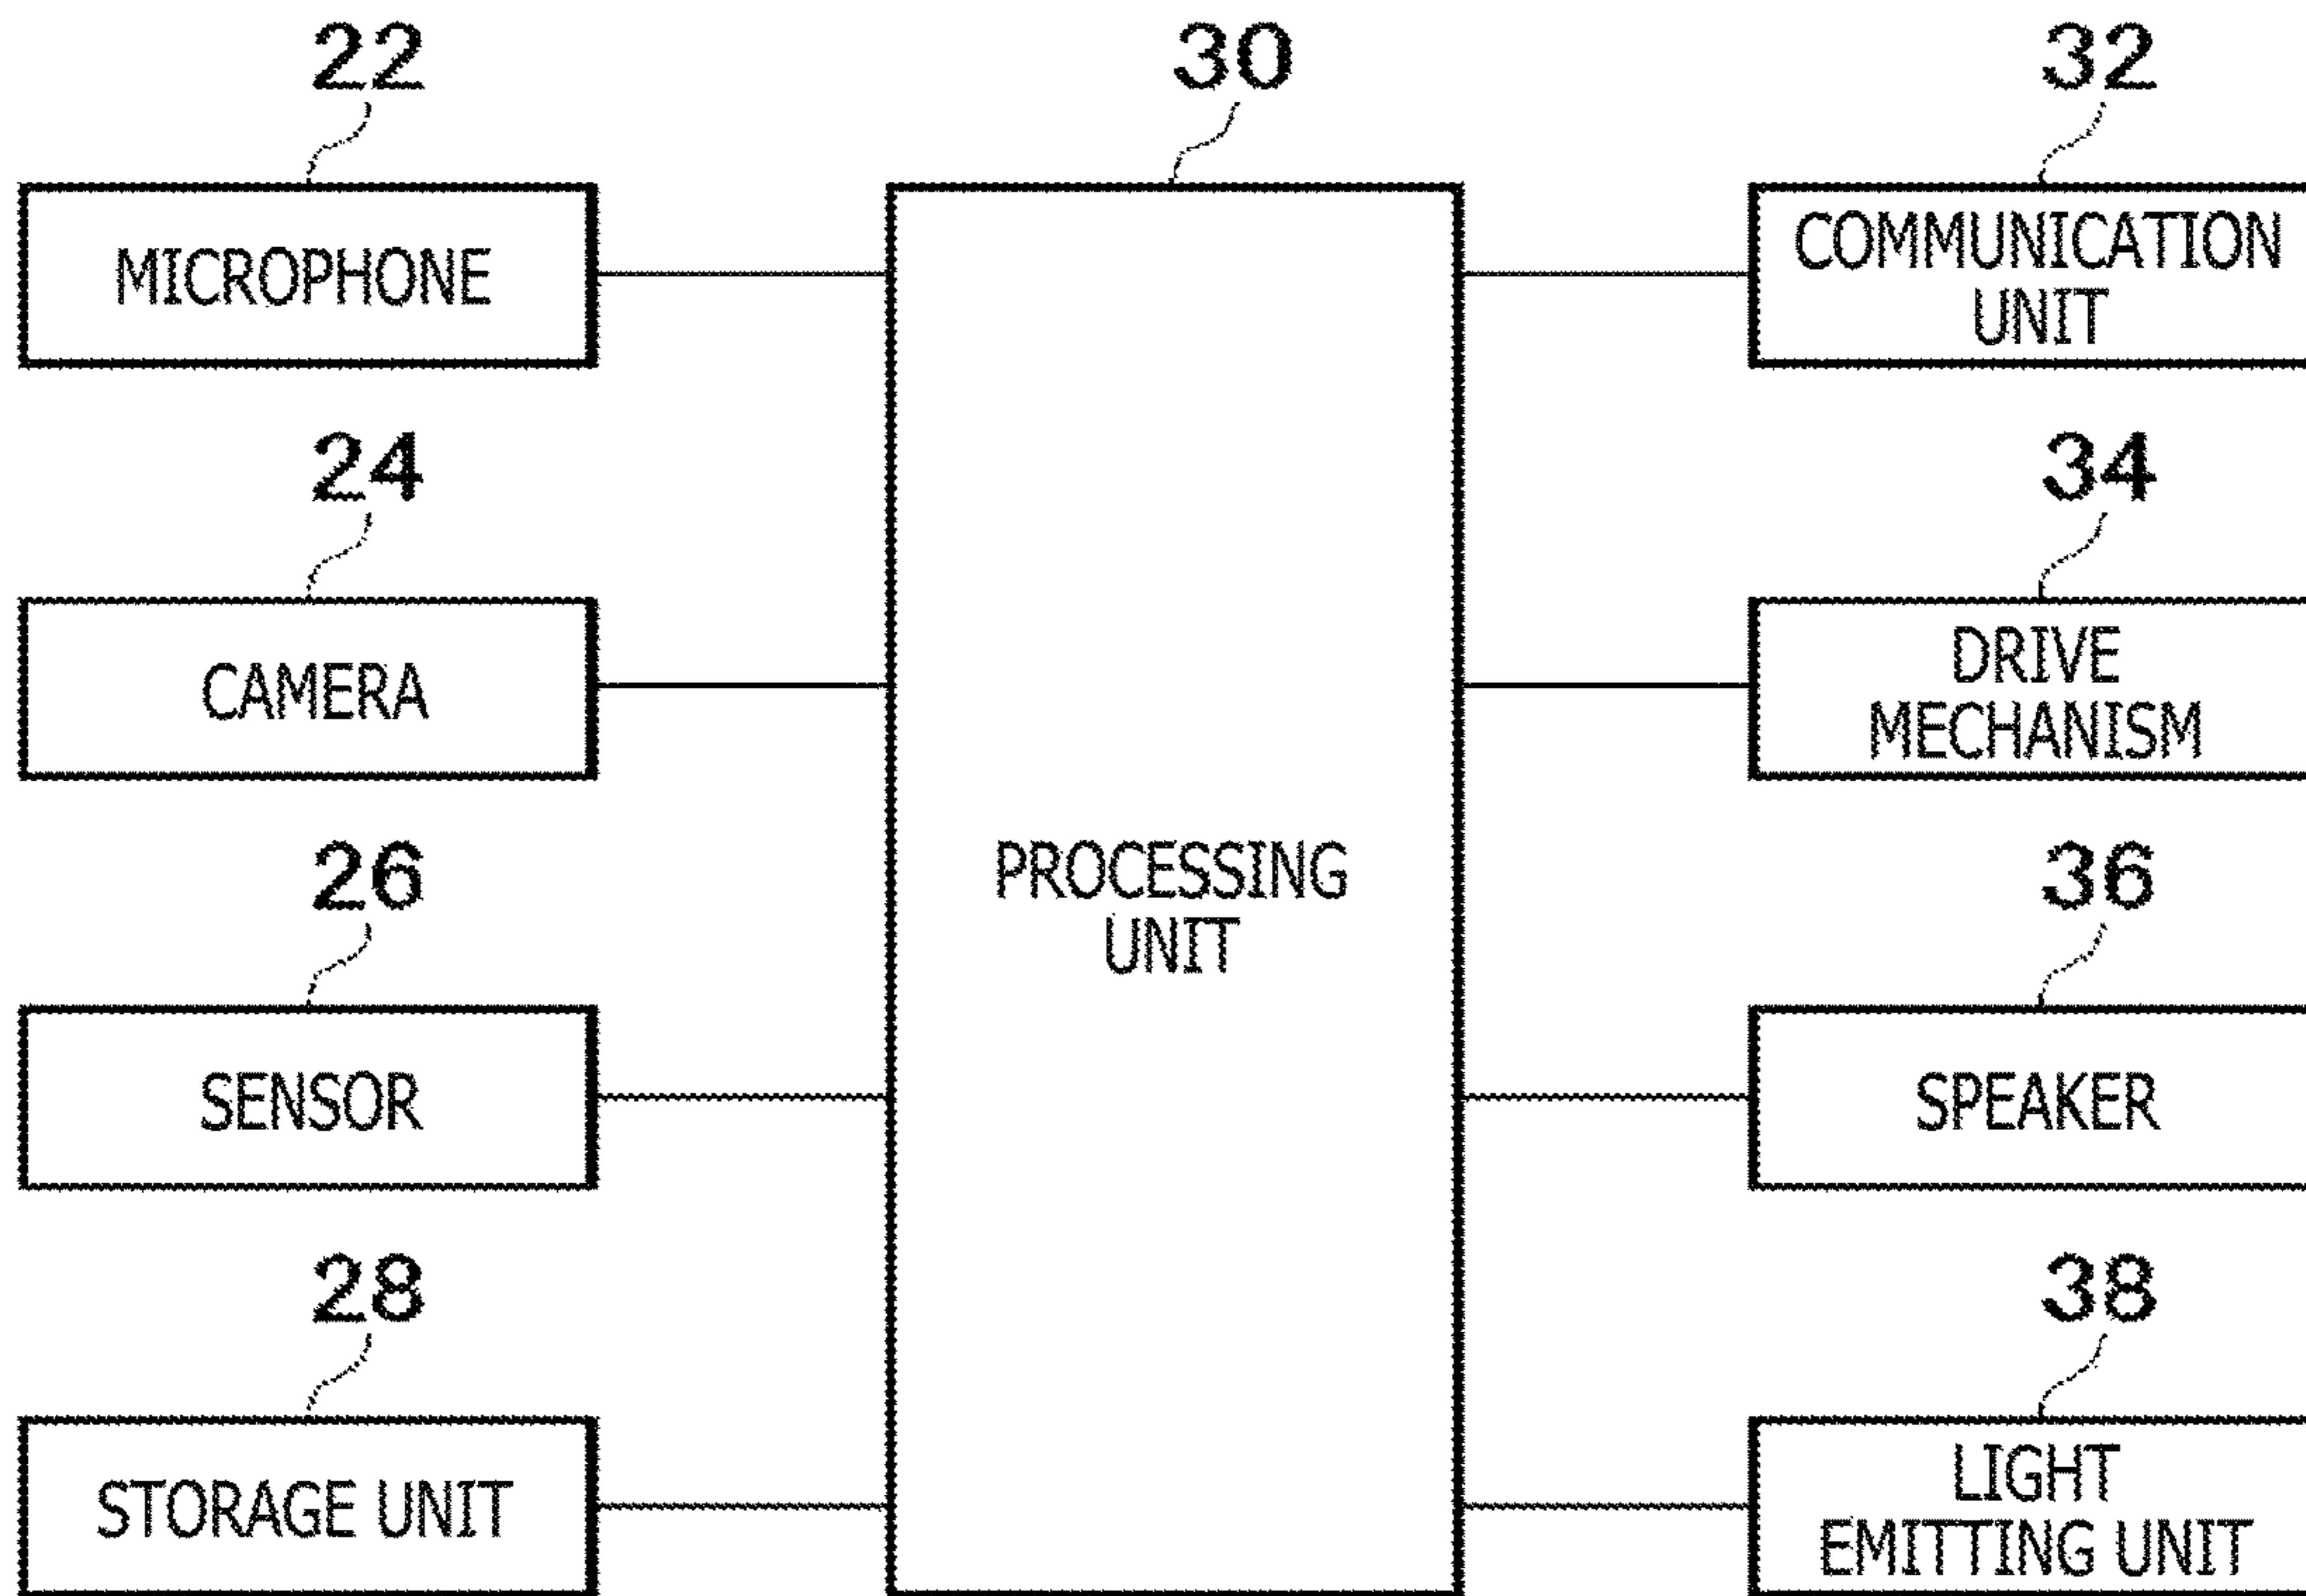 22
30
32
MICROPHONE
COMMUNICATION
UNIT
24
34
CAMERA
DRIVE
MECHANISM
26
36
PROCESSING
UNIT
SENSOR
SPEAKER
28
38
STORAGE UNIT
LIGHT
EMITTING UNIT